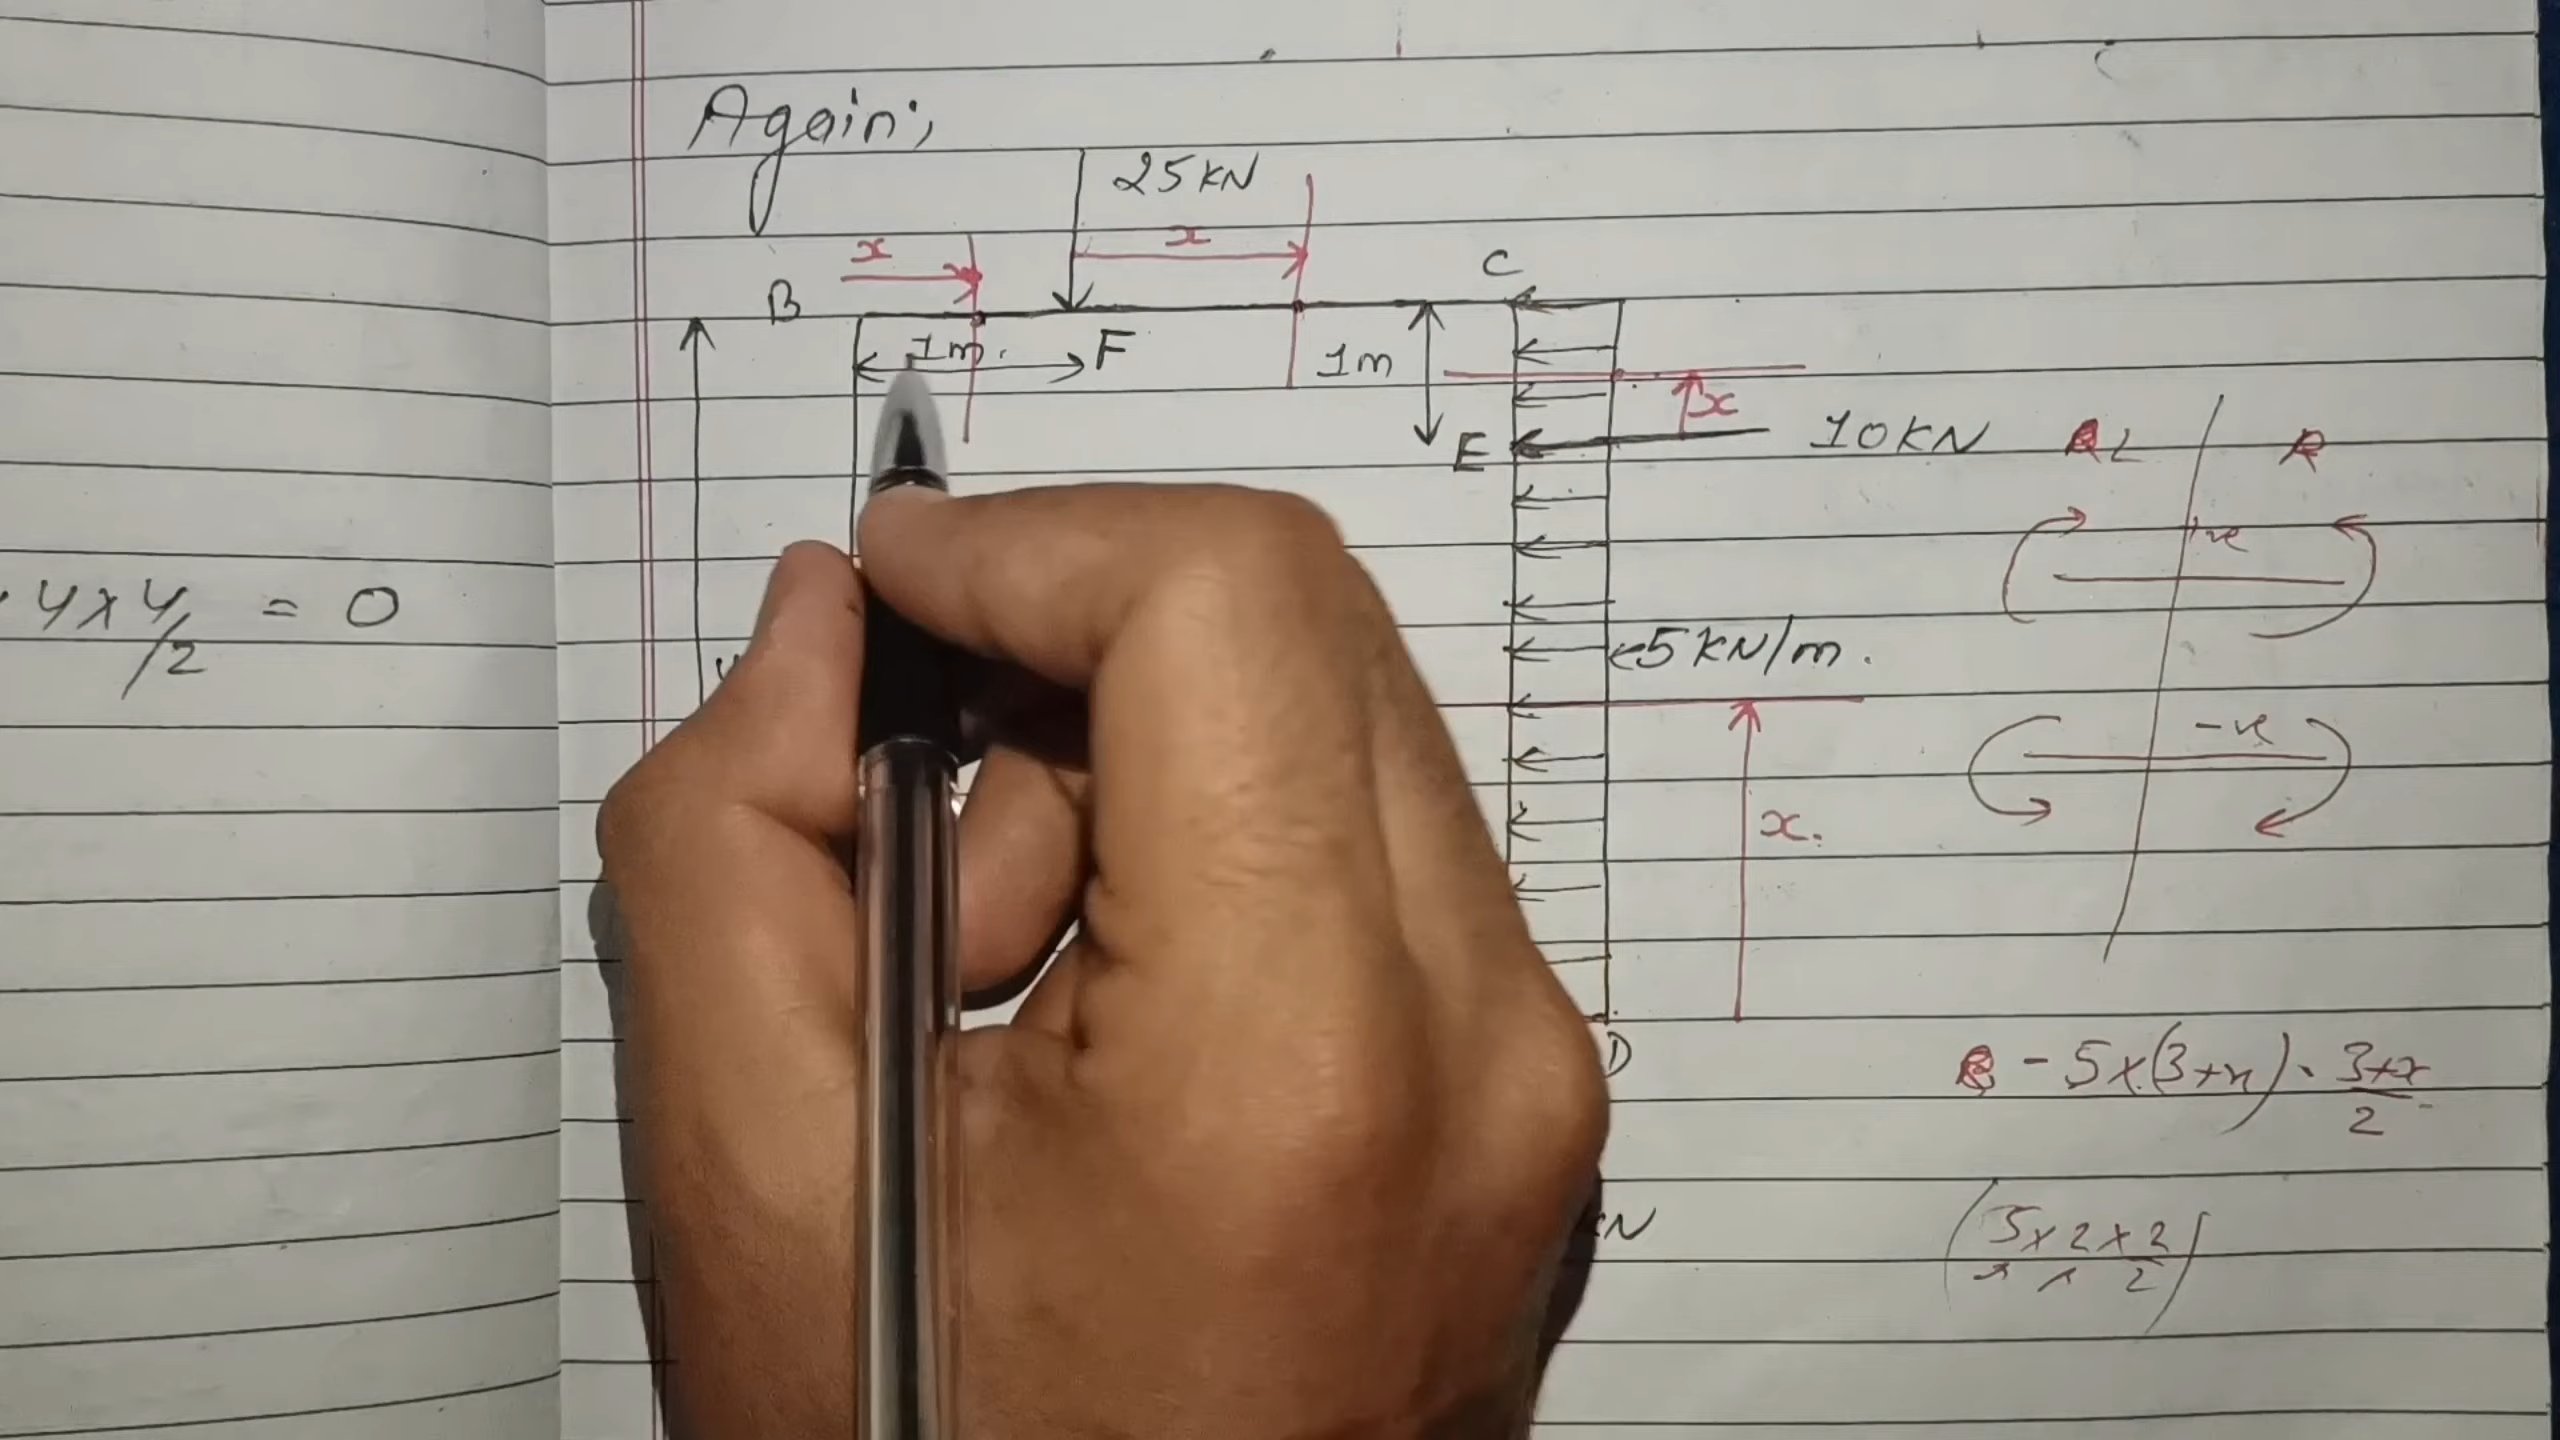 Again;
25 KN
x
x
B
C
1m.
F
1m
x
E
10 KN
L
R
+ve
4 x 4/2 = 0
5 KN/m.
-ve
x.
D
- 5 x (3+x) . 3+x/2
KN
(5 x 2 x 2/2)